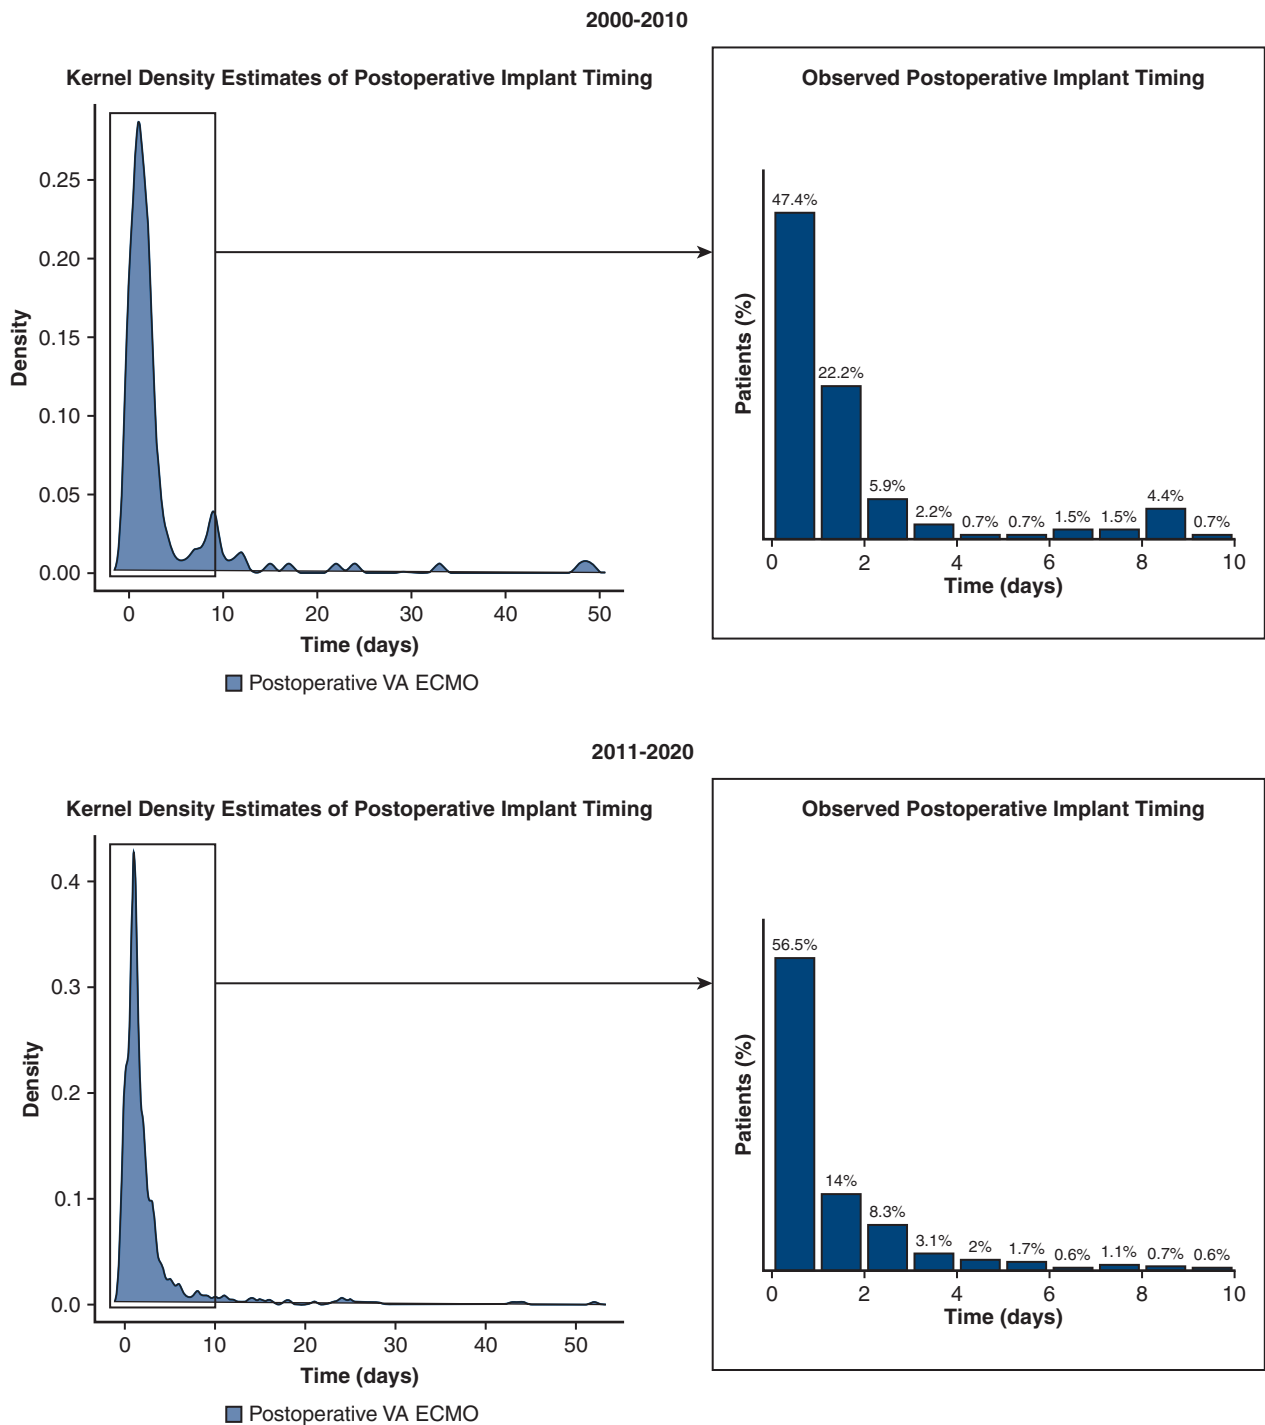 2000-2010
Kernel Density Estimates of Postoperative Implant Timing
0.25
0.20
0.15
0.10
0.05
0.00
Density
0 10 20 30 40 50
Time (days)
Postoperative VA ECMO
Observed Postoperative Implant Timing
Patients (%)
47.4%
22.2%
5.9%
2.2%
0.7%
0.7%
1.5%
1.5%
4.4%
0.7%
0 2 4 6 8 10
Time (days)
2011-2020
Kernel Density Estimates of Postoperative Implant Timing
0.4
0.3
0.2
0.1
0.0
Density
0 10 20 30 40 50
Time (days)
Postoperative VA ECMO
Observed Postoperative Implant Timing
Patients (%)
56.5%
14%
8.3%
3.1%
2%
1.7%
0.6%
1.1%
0.7%
0.6%
0 2 4 6 8 10
Time (days)